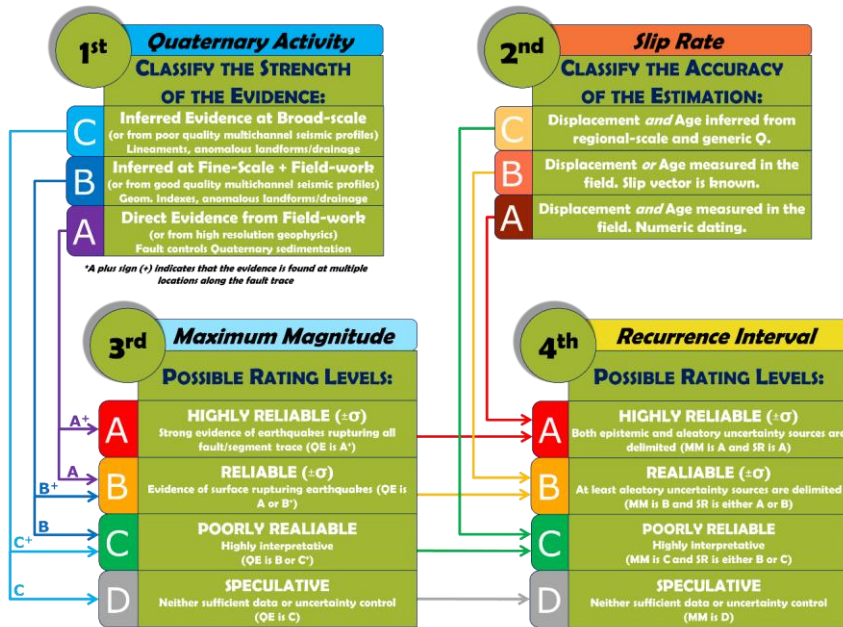 1st
Quaternary Activity
CLASSIFY THE STRENGTH
OF THE EVIDENCE:
C
Inferred Evidence at Broad-scale
(or from poor quality multichannel seismic profiles)
Lineaments, anomalous landforms/drainage
B
Inferred at Fine-Scale + Field-work
(or from good quality multichannel seismic profiles)
Geom. Indexes, anomalous landforms/drainage
A
Direct Evidence from Field-work
(or from high resolution geophysics)
Fault controls Quaternary sedimentation
*A plus sign (+) indicates that the evidence is found at multiple
locations along the fault trace
2nd
Slip Rate
CLASSIFY THE ACCURACY
OF THE ESTIMATION:
C
Displacement and Age inferred from
regional-scale and generic Q.
B
Displacement or Age measured in the
field. Slip vector is known.
A
Displacement and Age measured in the
field. Numeric dating.
3rd
Maximum Magnitude
POSSIBLE RATING LEVELS:
A+
A
HIGHLY RELIABLE (±σ)
Strong evidence of earthquakes rupturing all
fault/segment trace (QE is A+)
A
B+
B
RELIABLE (±σ)
Evidence of surface rupturing earthquakes (QE is
A or B+)
B
C+
C
POORLY REALIABLE
Highly interpretative
(QE is B or C+)
C
D
SPECULATIVE
Neither sufficient data or uncertainty control
(QE is C)
4th
Recurrence Interval
POSSIBLE RATING LEVELS:
A
HIGHLY RELIABLE (±σ)
Both epistemic and aleatory uncertainty sources are
delimited (MM is A and SR is A)
B
REALIABLE (±σ)
At least aleatory uncertainty sources are delimited
(MM is B and SR is either A or B)
C
POORLY RELIABLE
Highly Interpretative
(MM is C and SR is either B or C)
D
SPECULATIVE
Neither sufficient data or uncertainty control
(MM is D)